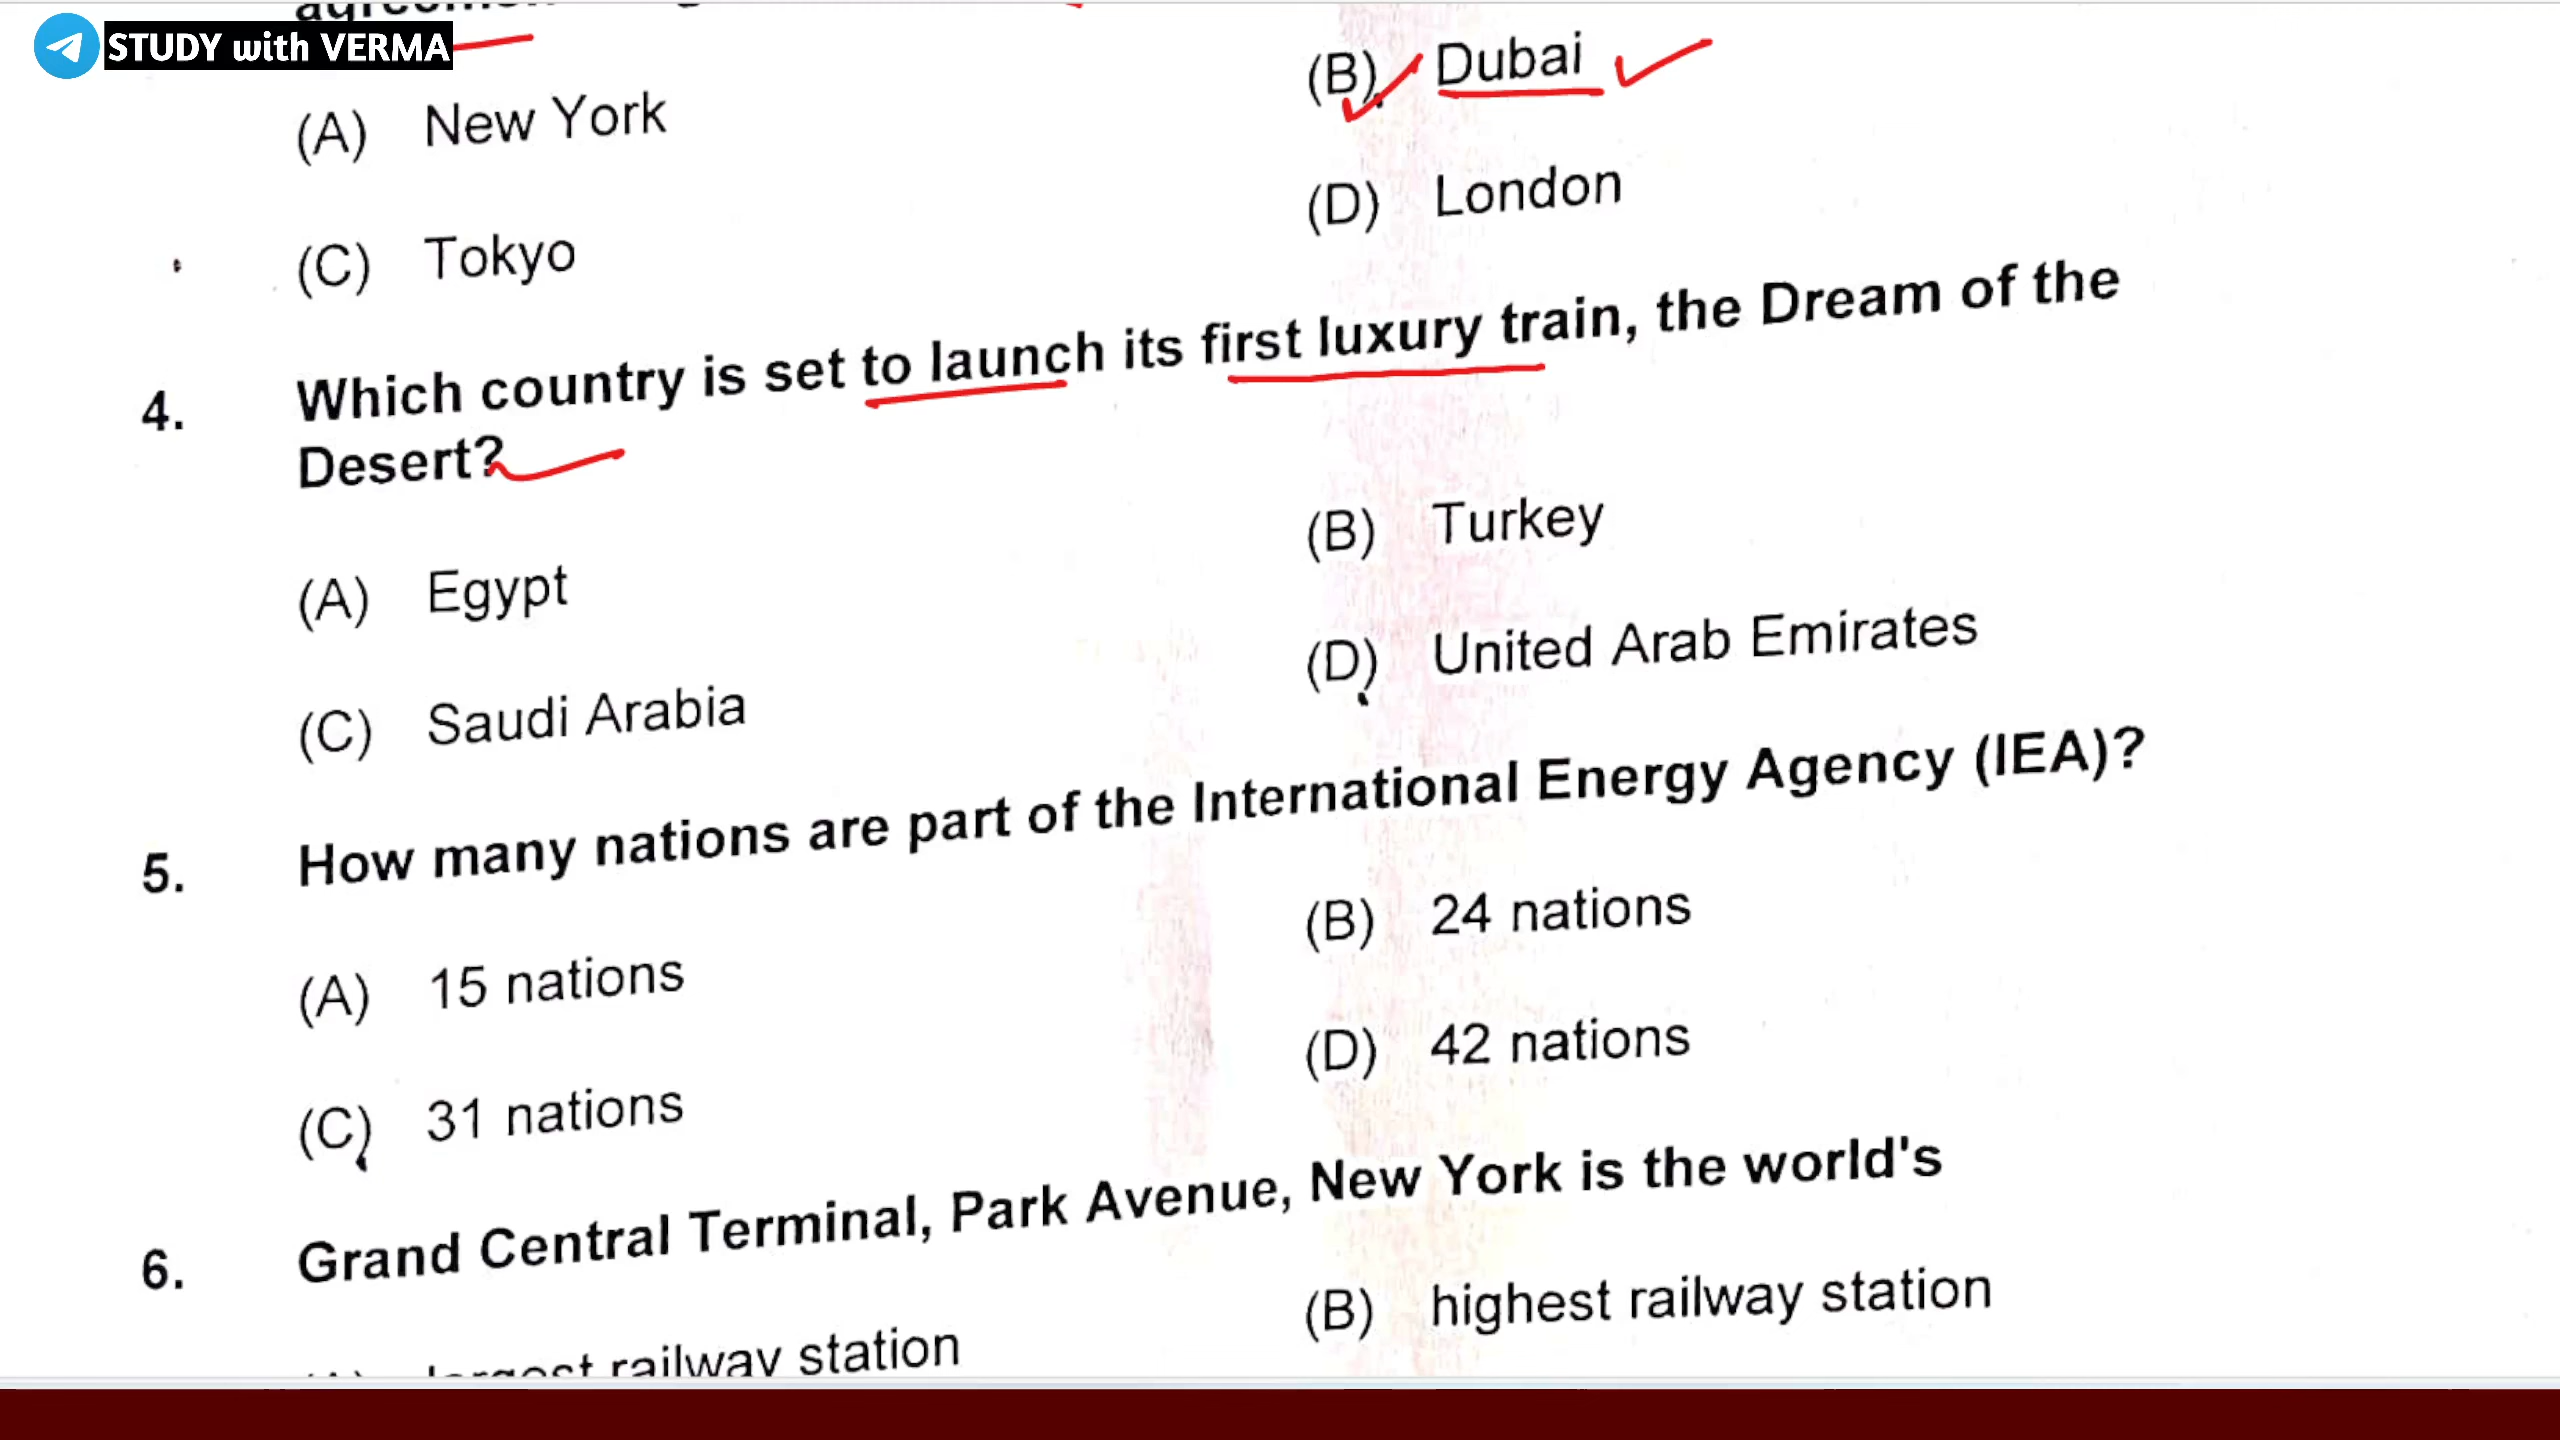 STUDY with VERMA
(A) New York
(B) Dubai
(C) Tokyo
(D) London
4. Which country is set to launch its first luxury train, the Dream of the
Desert?
(A) Egypt
(B) Turkey
(C) Saudi Arabia
(D) United Arab Emirates
5. How many nations are part of the International Energy Agency (IEA)?
(A) 15 nations
(B) 24 nations
(C) 31 nations
(D) 42 nations
6. Grand Central Terminal, Park Avenue, New York is the world's
largest railway station
(B) highest railway station